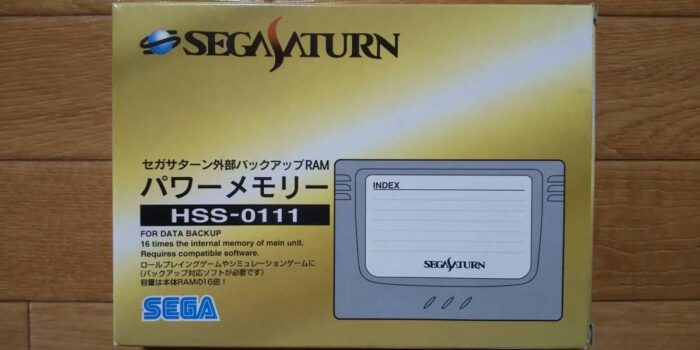 SEGA SATURN
セガサターン外部バックアップRAM
パワーメモリー
HSS-0111
FOR DATA BACKUP
16 times the internal memory of main unit.
Requires compatible software.
ロールプレイングゲームやシミュレーションゲームに
(バックアップ対応ソフトが必要です)
容量は本体RAMの16倍！
SEGA
INDEX
SEGA SATURN